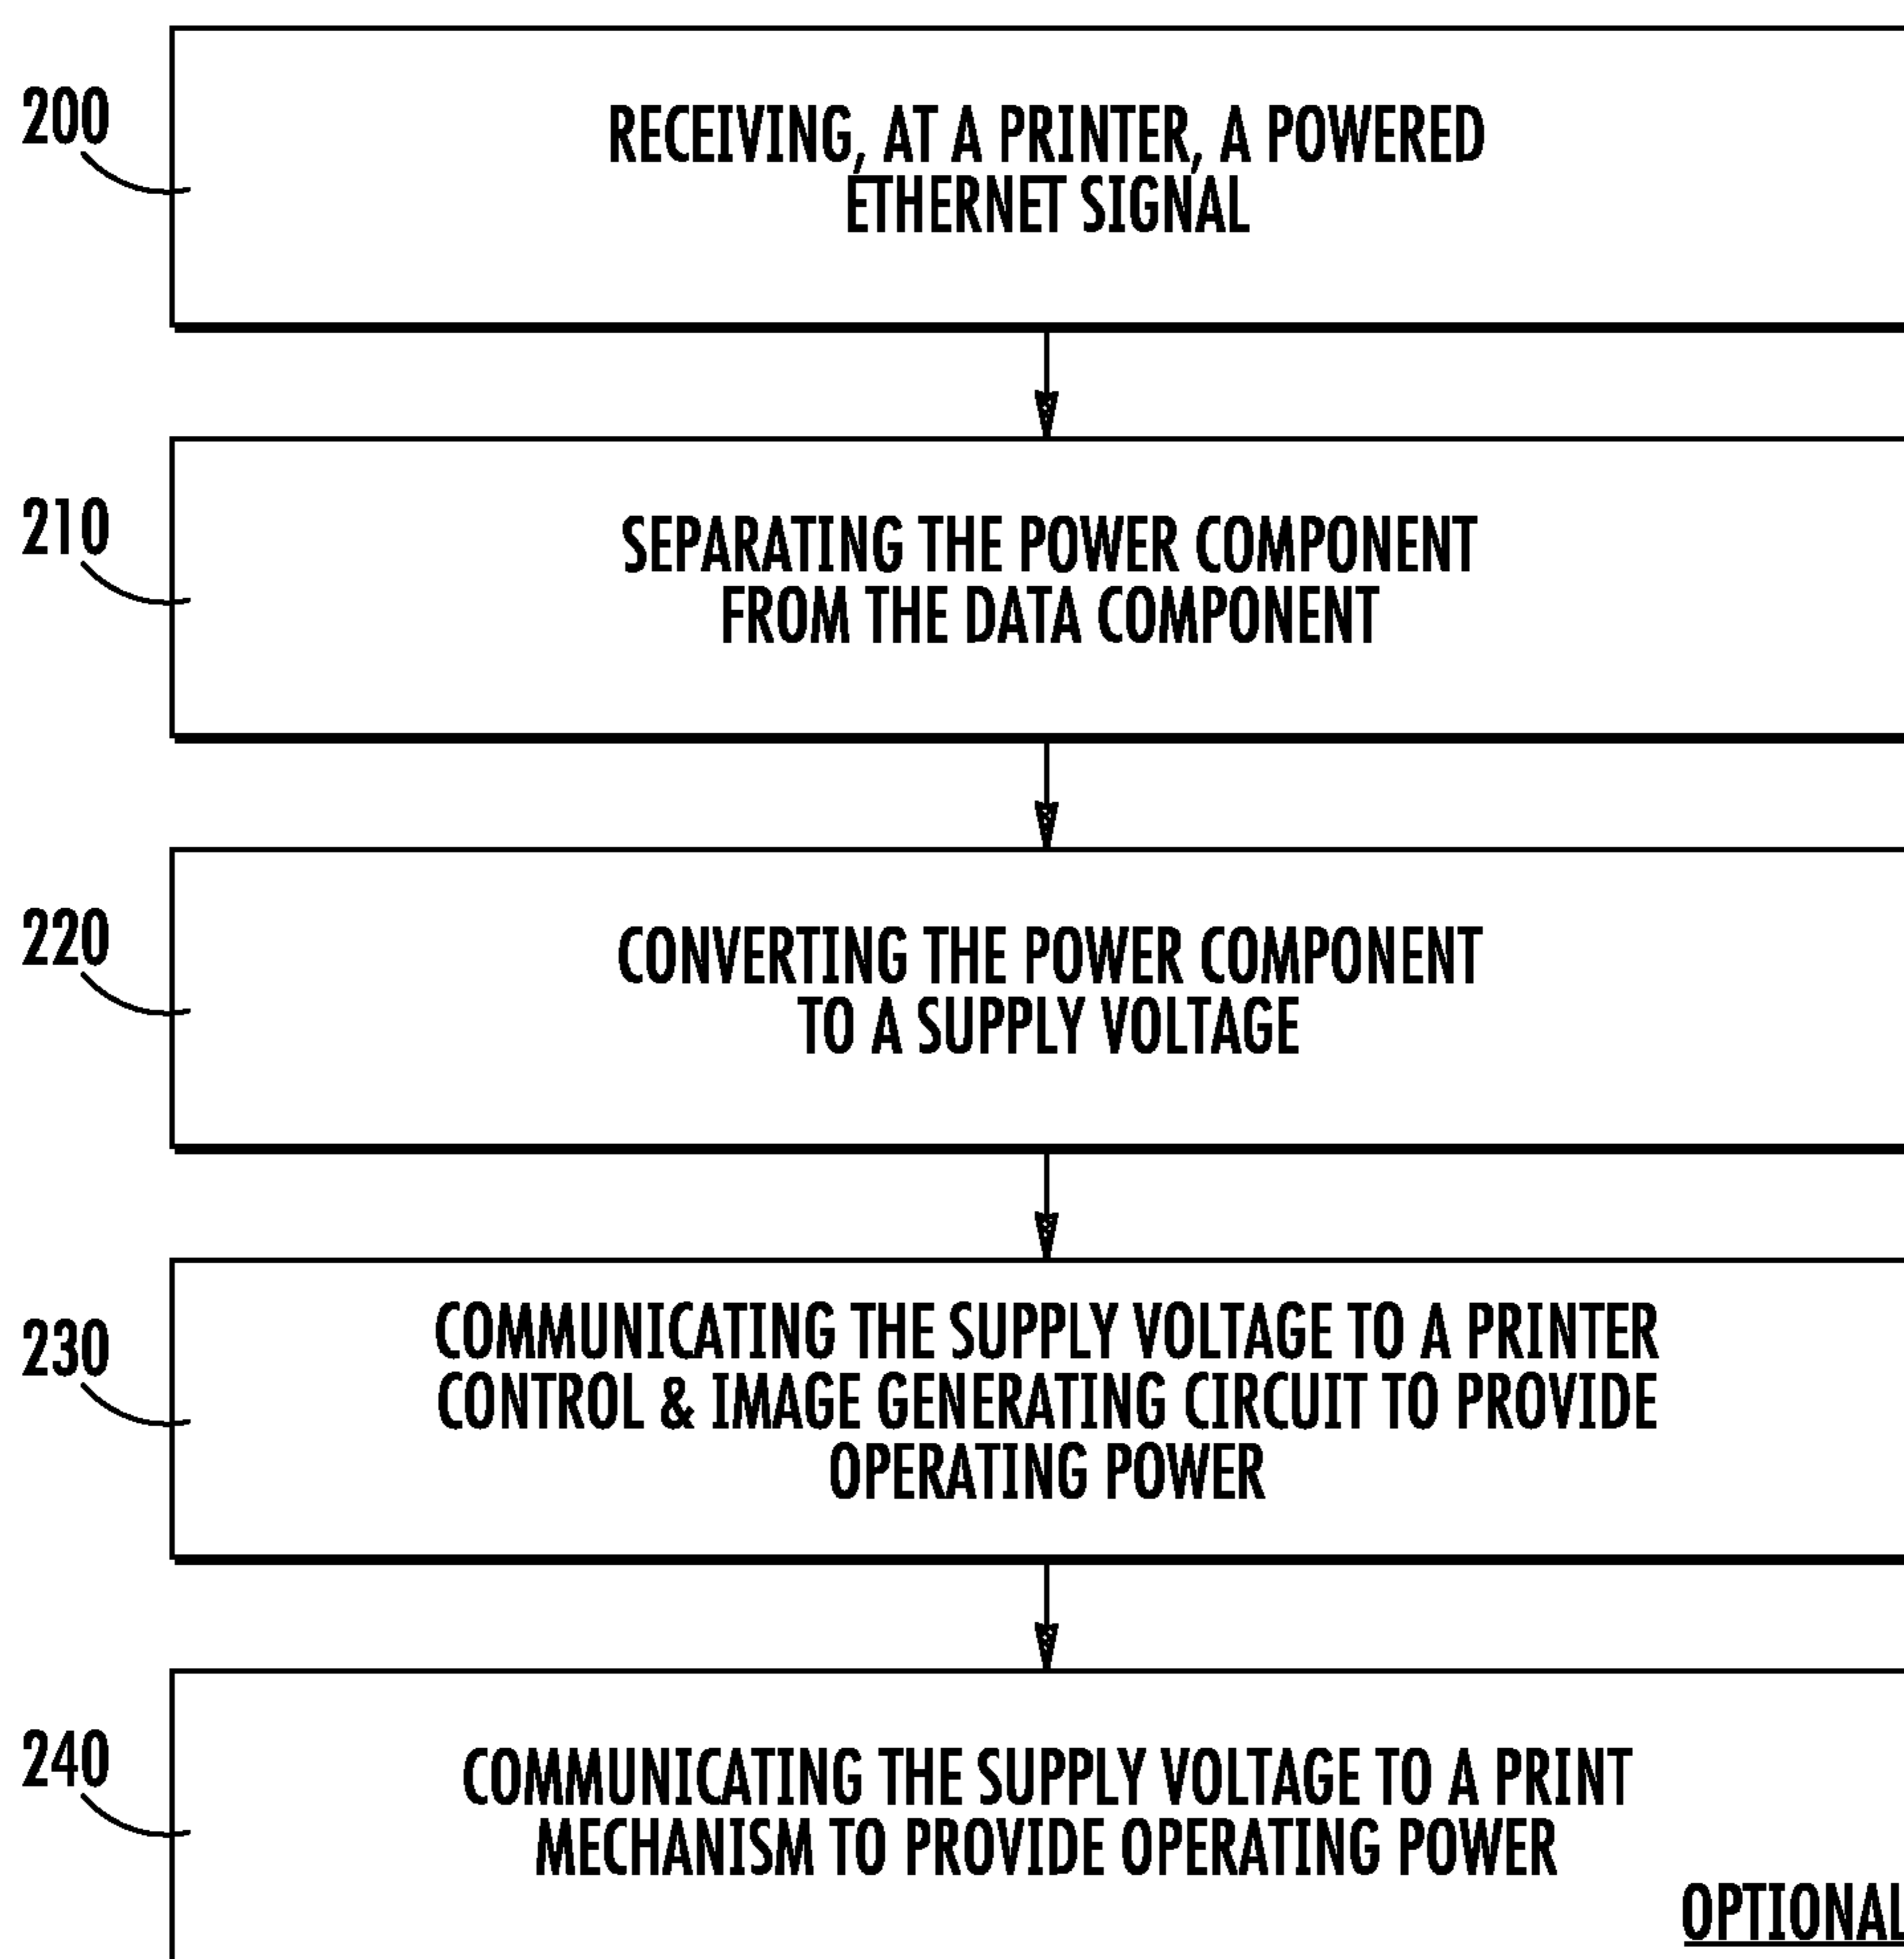 200
RECEIVING, AT A PRINTER, A POWERED
ETHERNET SIGNAL
210
SEPARATING THE POWER COMPONENT
FROM THE DATA COMPONENT
220
CONVERTING THE POWER COMPONENT
TO A SUPPLY VOLTAGE
230
COMMUNICATING THE SUPPLY VOLTAGE TO A PRINTER
CONTROL & IMAGE GENERATING CIRCUIT TO PROVIDE
OPERATING POWER
240
COMMUNICATING THE SUPPLY VOLTAGE TO A PRINT
MECHANISM TO PROVIDE OPERATING POWER
OPTIONAL